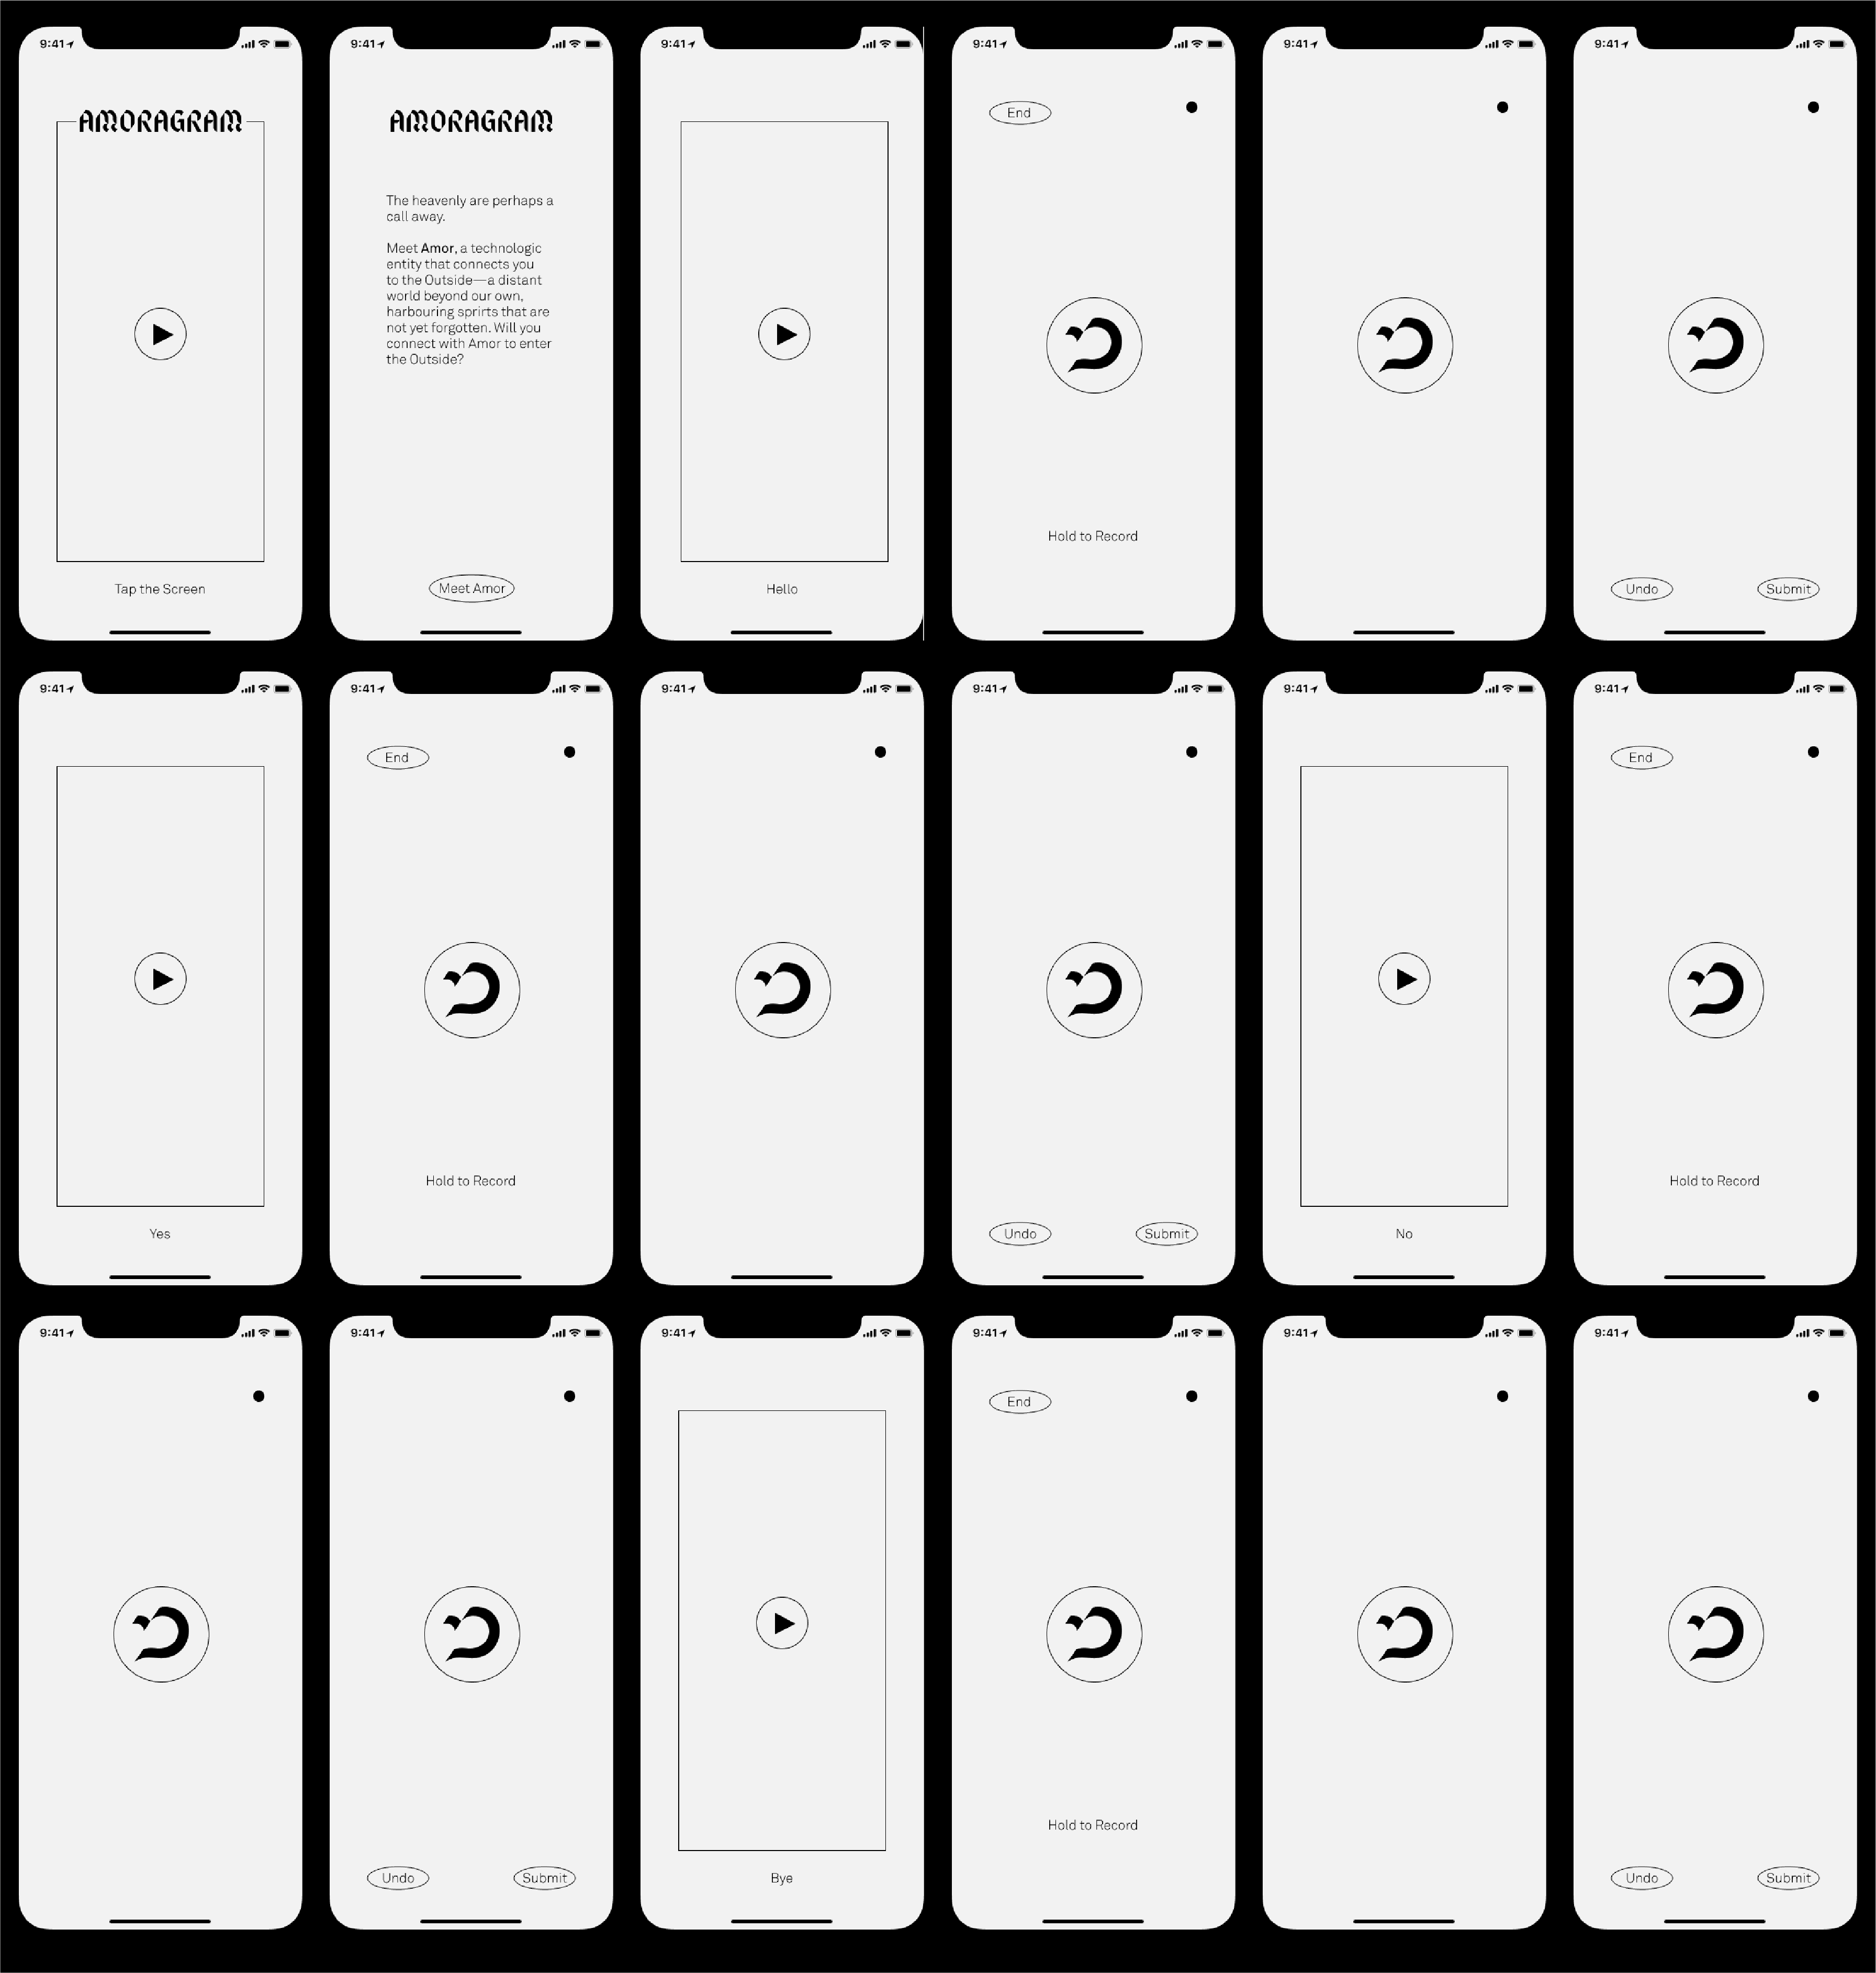 9:41
AMORAGRAM
Tap the Screen
9:41
AMORAGRAM
The heavenly are perhaps a
call away.
Meet Amor, a technologic
entity that connects you
to the Outside—a distant
world beyond our own,
harbouring sprirts that are
not yet forgotten. Will you
connect with Amor to enter
the Outside?
Meet Amor
9:41
Hello
9:41
End
Hold to Record
9:41
9:41
Undo
Submit
9:41
Yes
9:41
End
Hold to Record
9:41
9:41
Undo
Submit
9:41
No
9:41
End
Hold to Record
9:41
9:41
Undo
Submit
9:41
Bye
9:41
End
Hold to Record
9:41
9:41
Undo
Submit